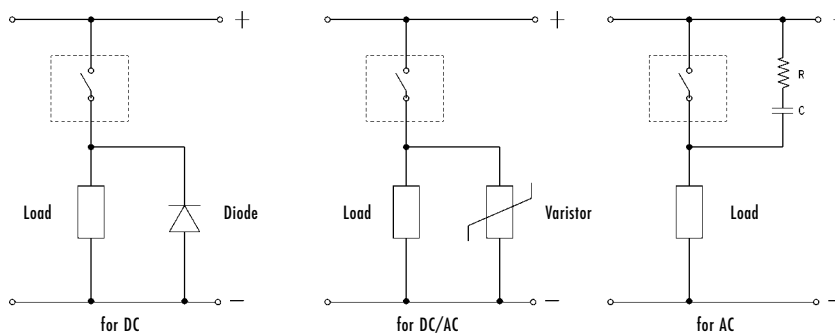 +
+
+
R
C
Load
Diode
Load
Varistor
Load
−
−
−
for DC
for DC/AC
for AC